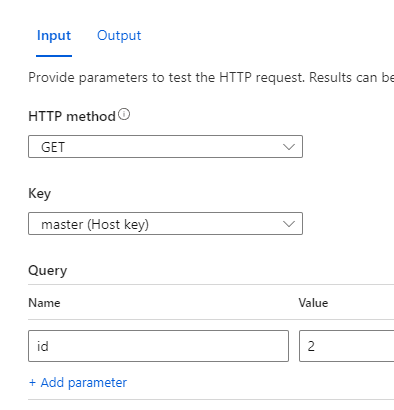 Input Output
Provide parameters to test the HTTP request. Results can be
HTTP method
GET
Key
master (Host key)
Query
Name Value
id 2
+ Add parameter